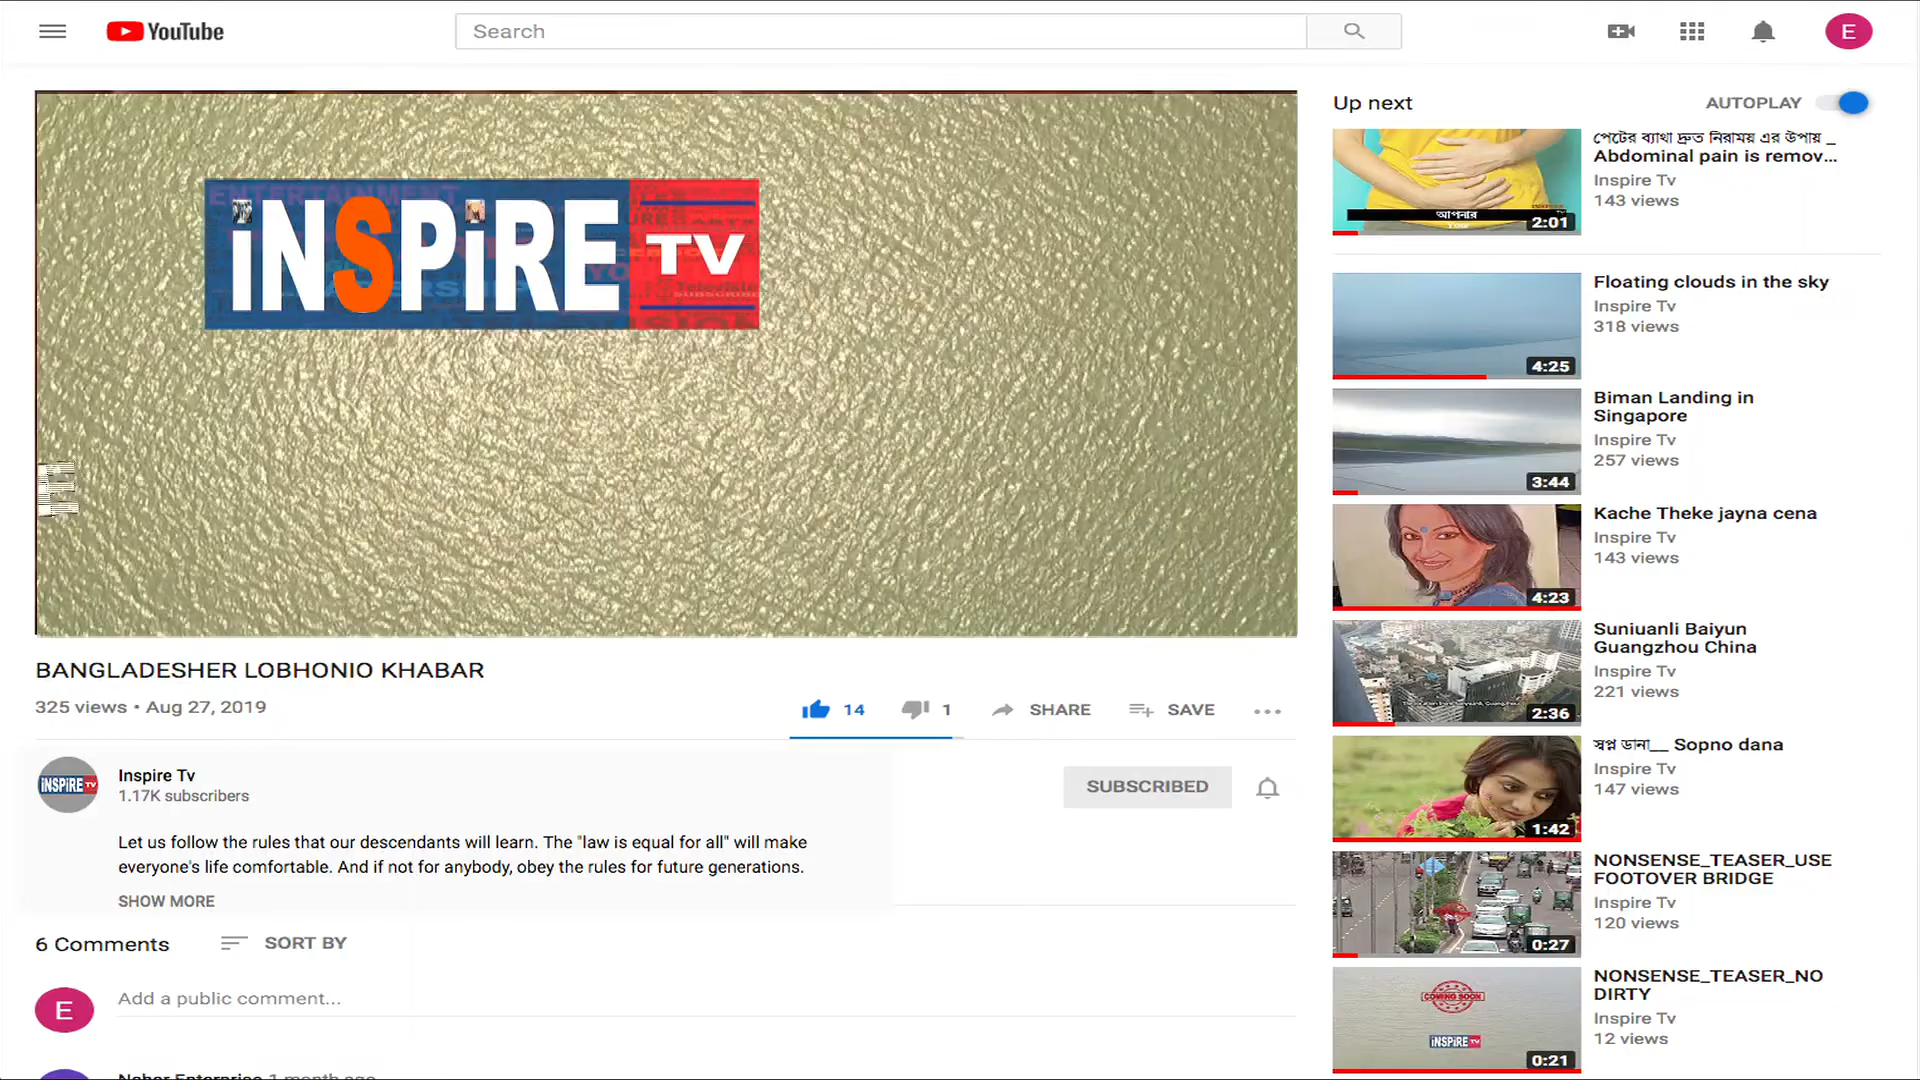 YouTube
Search
E
ENTERTAINMENT
iNSPiRE TV
BANGLADESHER LOBHONIO KHABAR
325 views • Aug 27, 2019
14
1
SHARE
SAVE
iNSPiRE TV
Inspire Tv
1.17K subscribers
SUBSCRIBED
Let us follow the rules that our descendants will learn. The "law is equal for all" will make
everyone's life comfortable. And if not for anybody, obey the rules for future generations.
SHOW MORE
6 Comments
SORT BY
E
Add a public comment...
Up next
AUTOPLAY
আপনার
2:01
পেটের ব্যাথা দ্রুত নিরাময় এর উপায় _
Abdominal pain is remov...
Inspire Tv
143 views
4:25
Floating clouds in the sky
Inspire Tv
318 views
3:44
Biman Landing in
Singapore
Inspire Tv
257 views
4:23
Kache Theke jayna cena
Inspire Tv
143 views
2:36
Suniuanli Baiyun
Guangzhou China
Inspire Tv
221 views
1:42
স্বপ্ন ডানা__ Sopno dana
Inspire Tv
147 views
0:27
NONSENSE_TEASER_USE
FOOTOVER BRIDGE
Inspire Tv
120 views
COMING SOON
iNSPiRE TV
0:21
NONSENSE_TEASER_NO
DIRTY
Inspire Tv
12 views